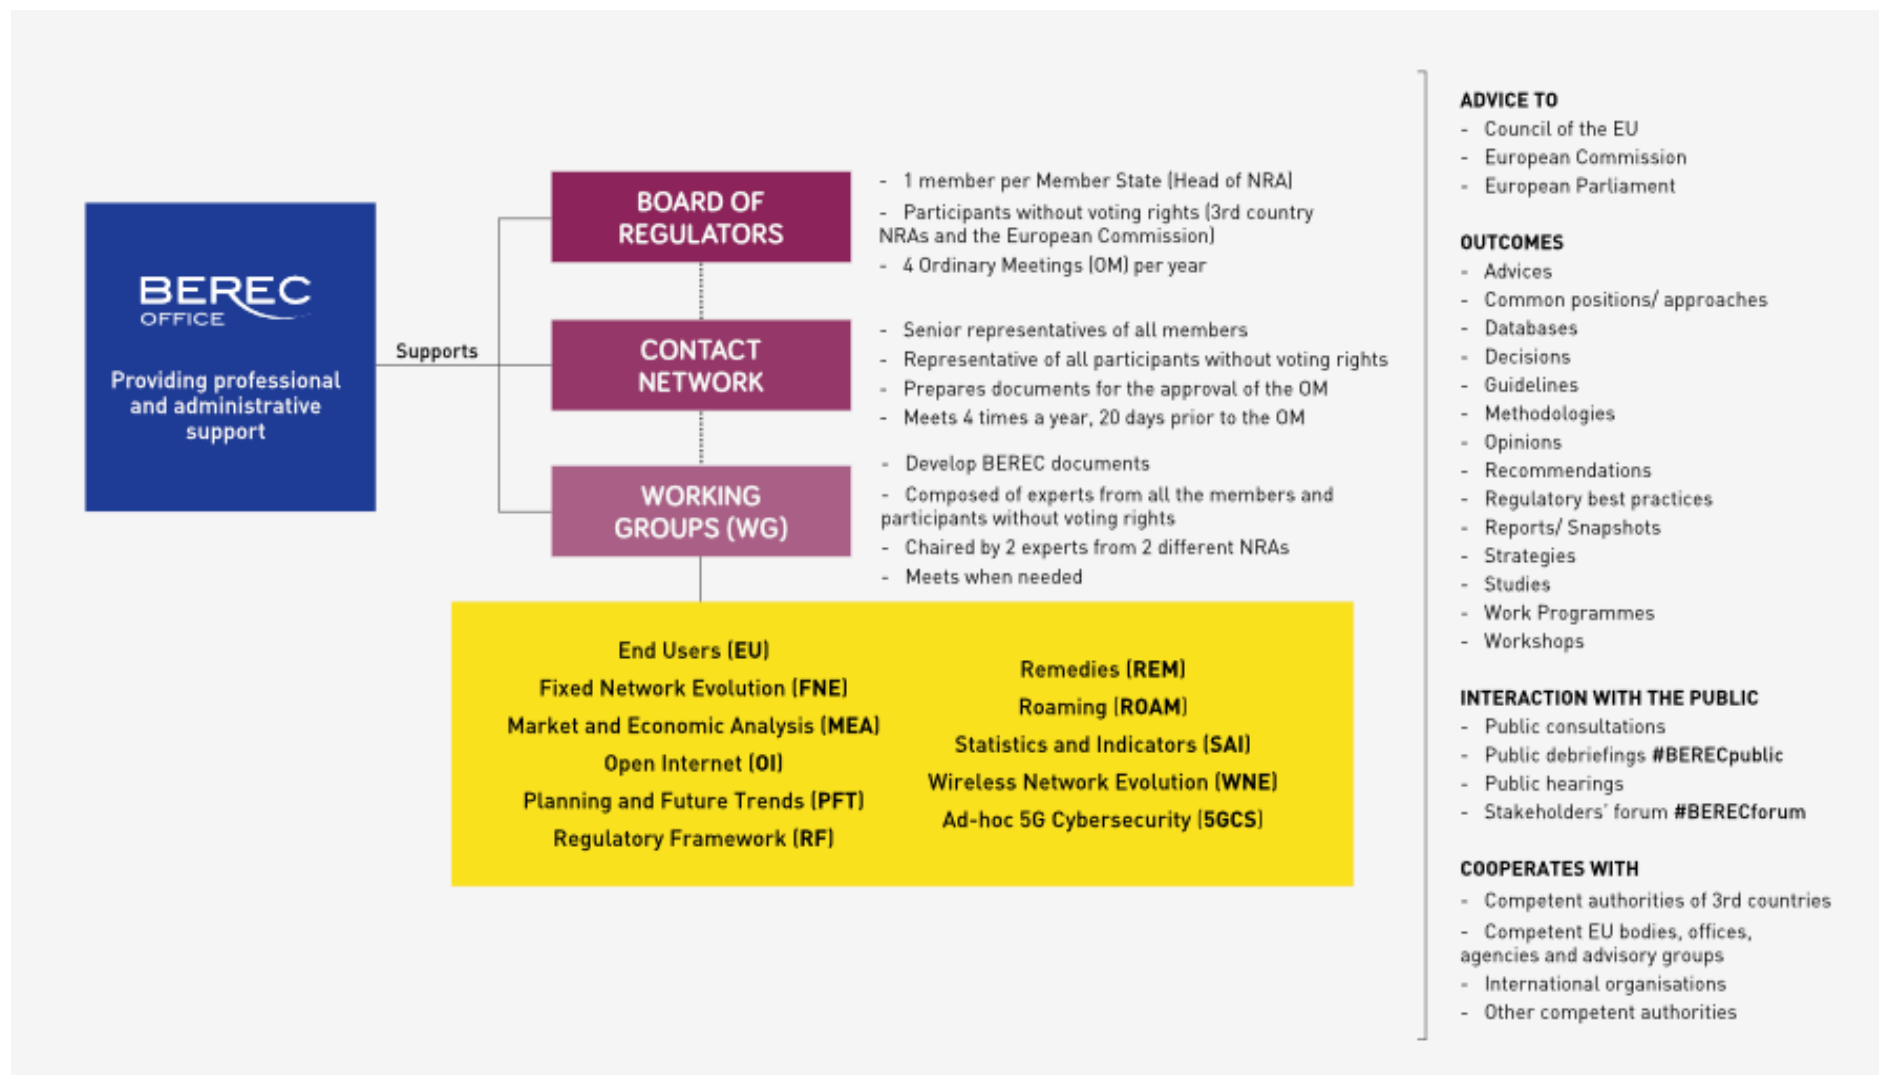 BEREC
OFFICE
Providing professional
and administrative
support
Supports
BOARD OF
REGULATORS
- 1 member per Member State (Head of NRA)
- Participants without voting rights (3rd country
NRAs and the European Commission)
- 4 Ordinary Meetings (OM) per year
CONTACT
NETWORK
- Senior representatives of all members
- Representative of all participants without voting rights
- Prepares documents for the approval of the OM
- Meets 4 times a year, 20 days prior to the OM
WORKING
GROUPS (WG)
- Develop BEREC documents
- Composed of experts from all the members and
participants without voting rights
- Chaired by 2 experts from 2 different NRAs
- Meets when needed
End Users (EU)
Fixed Network Evolution (FNE)
Market and Economic Analysis (MEA)
Open Internet (OI)
Planning and Future Trends (PFT)
Regulatory Framework (RF)
Remedies (REM)
Roaming (ROAM)
Statistics and Indicators (SAI)
Wireless Network Evolution (WNE)
Ad-hoc 5G Cybersecurity (5GCS)
ADVICE TO
- Council of the EU
- European Commission
- European Parliament
OUTCOMES
- Advices
- Common positions/ approaches
- Databases
- Decisions
- Guidelines
- Methodologies
- Opinions
- Recommendations
- Regulatory best practices
- Reports/ Snapshots
- Strategies
- Studies
- Work Programmes
- Workshops
INTERACTION WITH THE PUBLIC
- Public consultations
- Public debriefings #BERECpublic
- Public hearings
- Stakeholders' forum #BERECforum
COOPERATES WITH
- Competent authorities of 3rd countries
- Competent EU bodies, offices,
agencies and advisory groups
- International organisations
- Other competent authorities